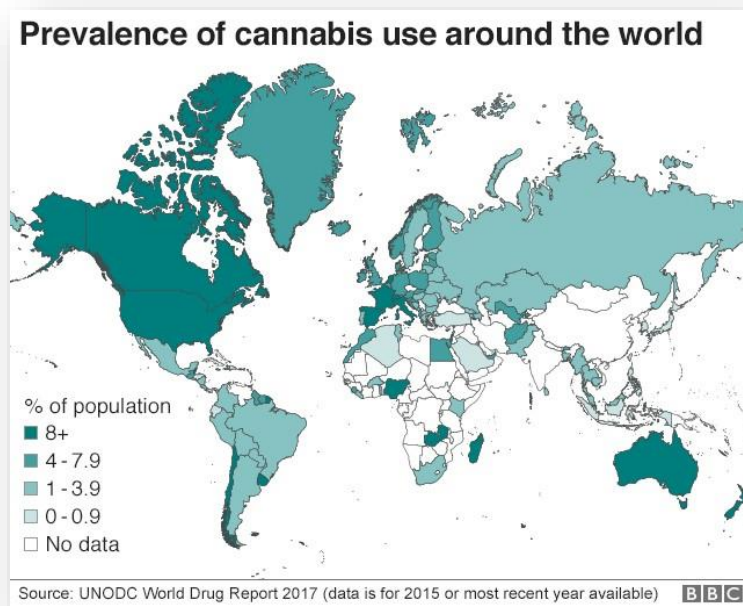 Prevalence of cannabis use around the world
% of population
8+
4 - 7.9
1 - 3.9
0 - 0.9
No data
Source: UNODC World Drug Report 2017 (data is for 2015 or most recent year available) BBC